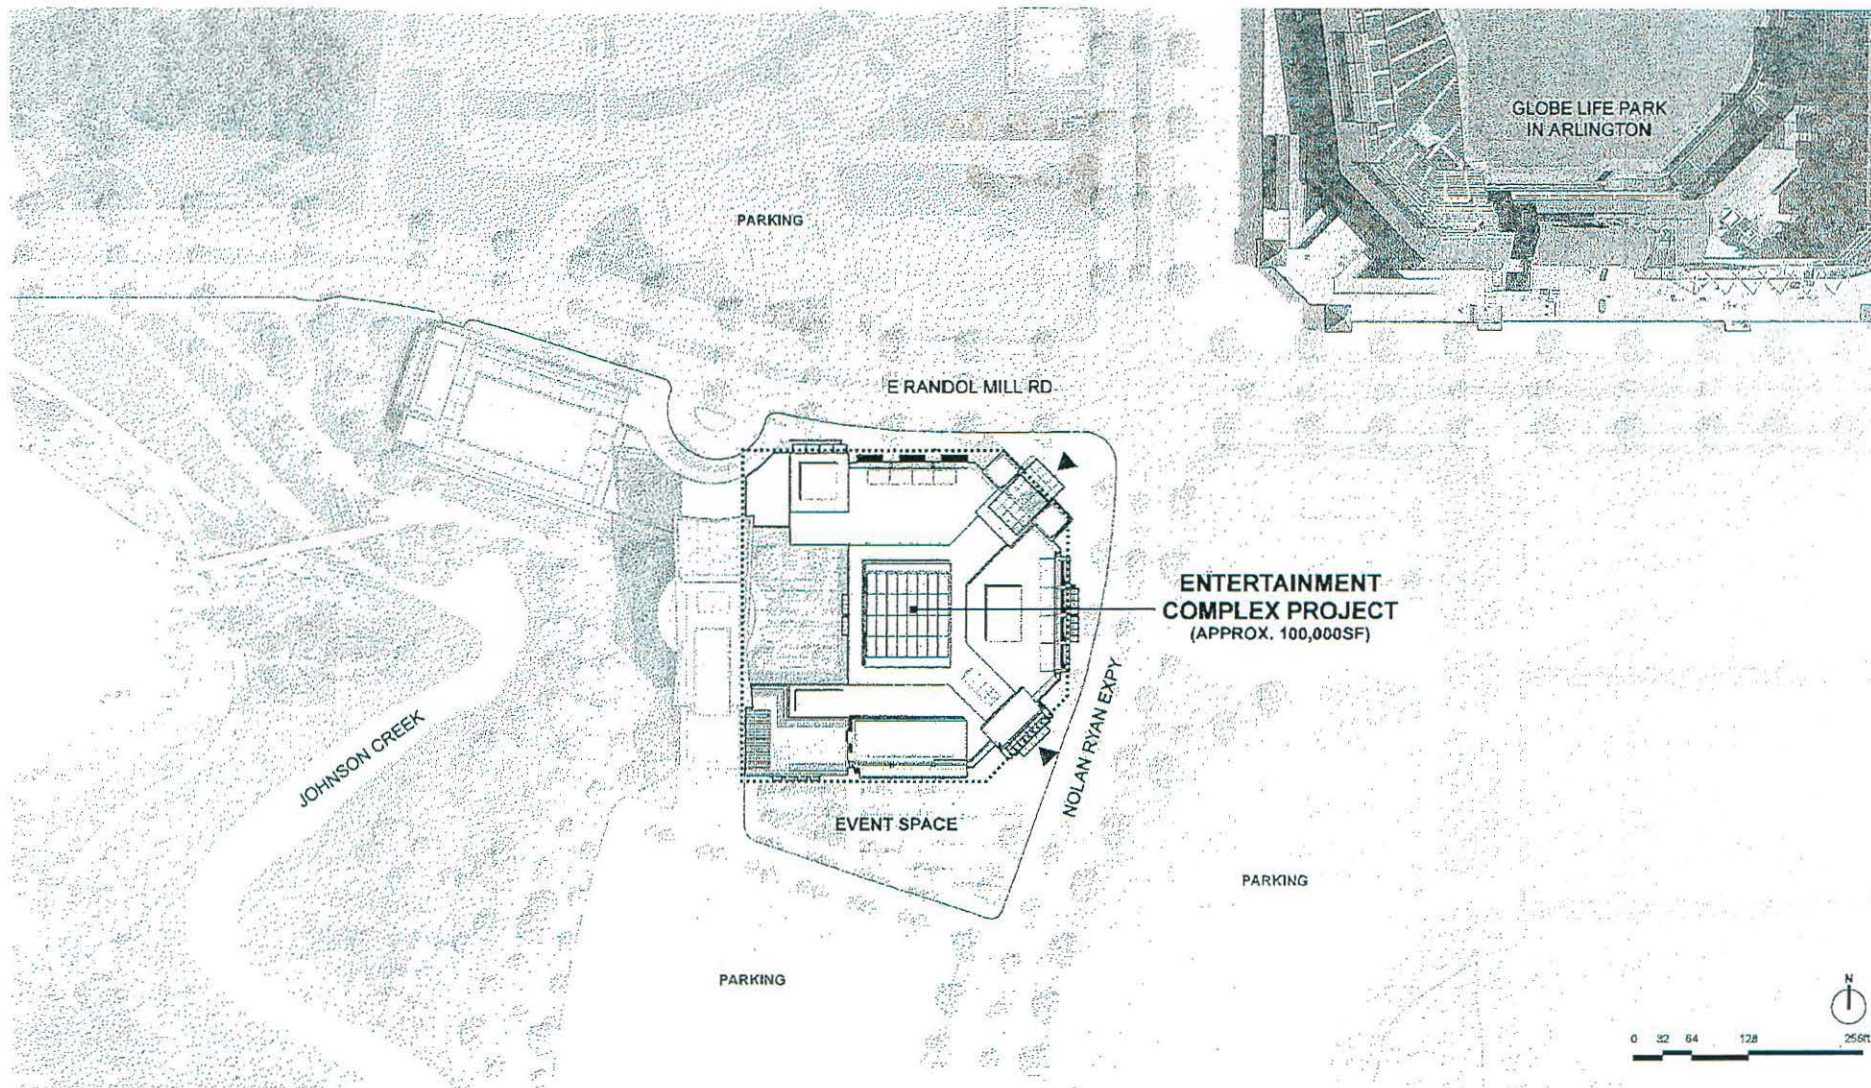 GLOBE LIFE PARK
IN ARLINGTON
PARKING
E RANDOL MILL RD
ENTERTAINMENT
COMPLEX PROJECT
(APPROX. 100,000SF)
NOLAN RYAN EXPY
JOHNSON CREEK
EVENT SPACE
PARKING
PARKING
N
0 32 64 128 256ft